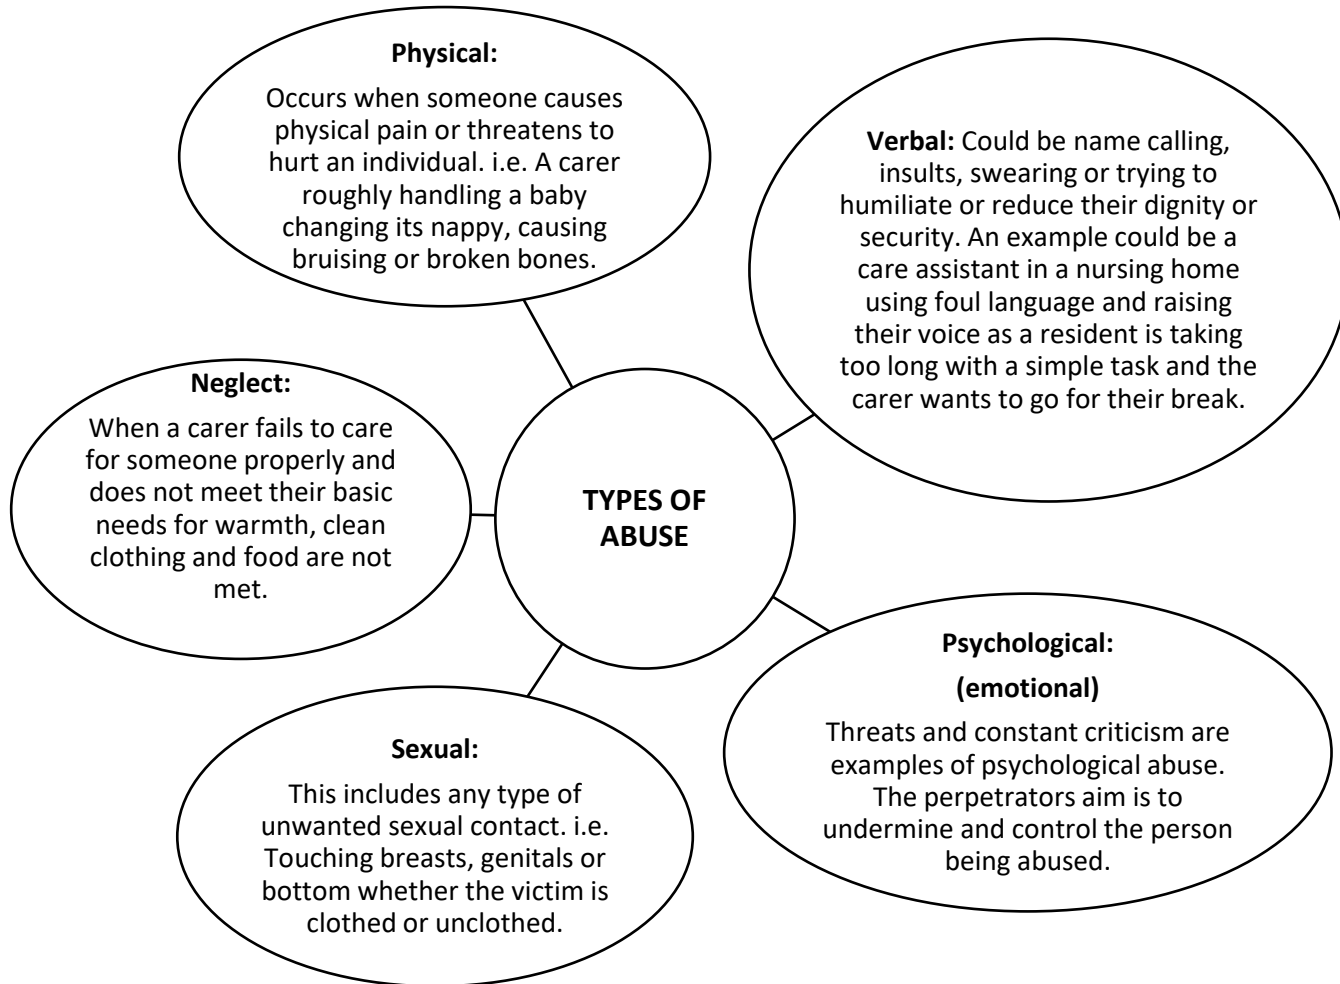 Physical:
Occurs when someone causes
physical pain or threatens to
hurt an individual. i.e. A carer
roughly handling a baby
changing its nappy, causing
bruising or broken bones.
Verbal: Could be name calling,
insults, swearing or trying to
humiliate or reduce their dignity or
security. An example could be a
care assistant in a nursing home
using foul language and raising
their voice as a resident is taking
too long with a simple task and the
carer wants to go for their break.
Neglect:
When a carer fails to care
for someone properly and
does not meet their basic
needs for warmth, clean
clothing and food are not
met.
TYPES OF
ABUSE
Psychological:
(emotional)
Threats and constant criticism are
examples of psychological abuse.
The perpetrators aim is to
undermine and control the person
being abused.
Sexual:
This includes any type of
unwanted sexual contact. i.e.
Touching breasts, genitals or
bottom whether the victim is
clothed or unclothed.